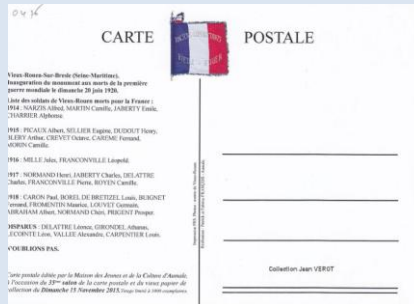 CARTE POSTALE
Vieux-Rouen-Sur-Bresle (Seine-Maritime).
Inauguration du monument aux morts de la première
guerre mondiale le dimanche 20 juin 1920.
Liste des soldats de Vieux-Rouen morts pour la France :
1914 : NARZIS Alfred, MARTIN Camille, JABERTY Emile,
CHARRIER Alphonse
1915 : PICAUX Albert, SELLIER Eugène, DUDOUT Henry,
BLERY Arthur, CREVET Octave, CAREME Fernand,
MORIN Camille.
1916 : MILLE Jules, FRANCONVILLE Léopold.
1917 : NORMAND Henri, JABERTY Charles, DELATTRE
Charles, FRANCONVILLE Pierre, ROYEN Camille.
1918 : CARON Paul, BOREL DE BRETIZEL Louis, BUIGNET
Fernand, FROMENTIN Maurice, LOUVET Germain,
ABRAHAM Albert, NORMAND Chéri, PRIGENT Prosper.
DISPARUS : DELATTRE Léonce, GIRONDEL Athanas,
LECOINTE Léon, VALLEE Alexandre, CARPENTIER Louis.
N'OUBLIONS PAS.
Carte postale éditée par la Maison des Jeunes et de la Culture d'Aumale,
à l'occasion du 35ème salon de la carte postale et du vieux papier de
collection du Dimanche 15 Novembre 2015.
Collection Jean VEROT